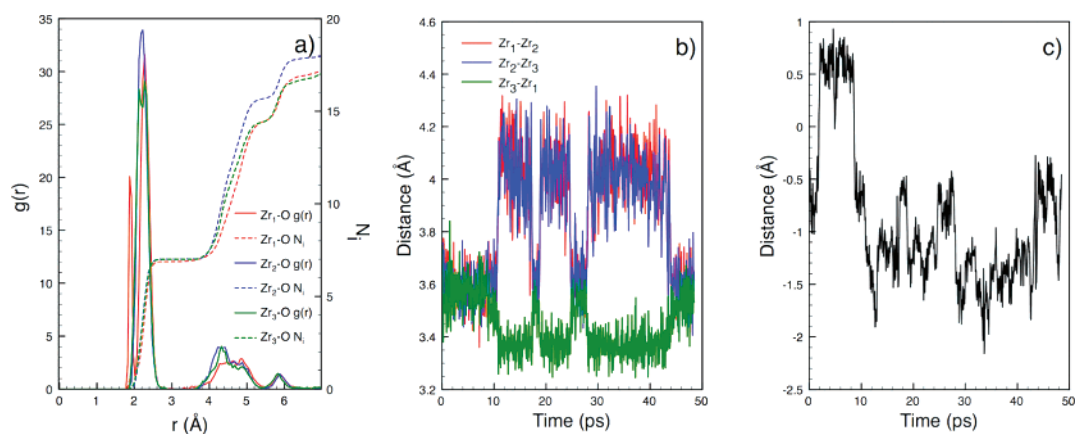 a)
g(r)
35
30
25
20
15
10
5
0
0
1
2
3
4
5
6
r (Å)
20
15
10
5
0
Ni
Zr1-O g(r)
Zr1-O Ni
Zr2-O g(r)
Zr2-O Ni
Zr3-O g(r)
Zr3-O Ni
b)
Distance (Å)
4.6
4.4
4.2
4
3.8
3.6
3.4
3.2
0
10
20
30
40
50
Time (ps)
Zr1-Zr2
Zr2-Zr3
Zr3-Zr1
c)
Distance (Å)
0.5
0
-0.5
-1
-1.5
-2
-2.5
0
10
20
30
40
50
Time (ps)